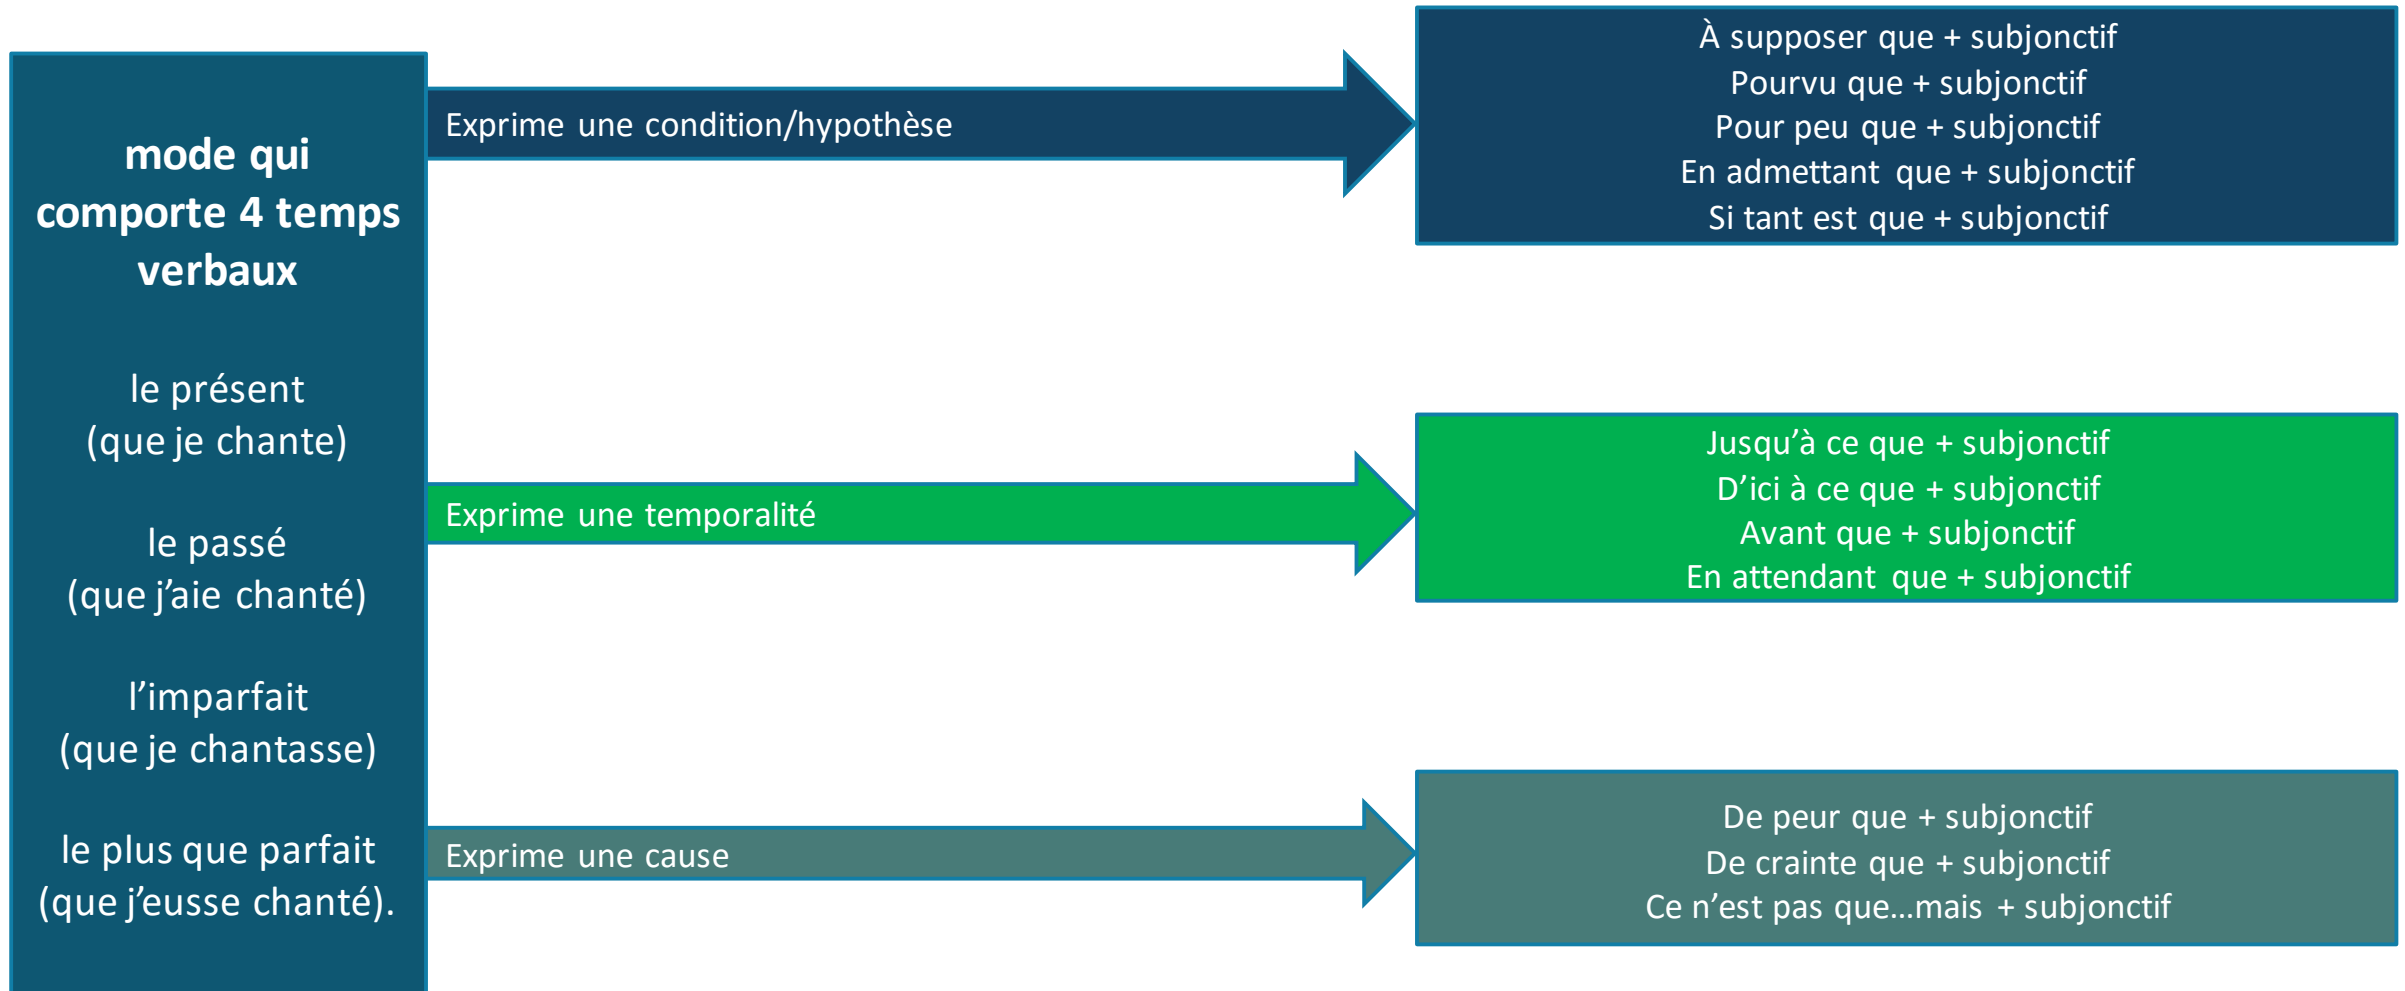 mode qui
comporte 4 temps
verbaux
le présent
(que je chante)
le passé
(que j’aie chanté)
l’imparfait
(que je chantasse)
le plus que parfait
(que j’eusse chanté).
Exprime une condition/hypothèse
À supposer que + subjonctif
Pourvu que + subjonctif
Pour peu que + subjonctif
En admettant que + subjonctif
Si tant est que + subjonctif
Exprime une temporalité
Jusqu’à ce que + subjonctif
D’ici à ce que + subjonctif
Avant que + subjonctif
En attendant que + subjonctif
Exprime une cause
De peur que + subjonctif
De crainte que + subjonctif
Ce n’est pas que…mais + subjonctif